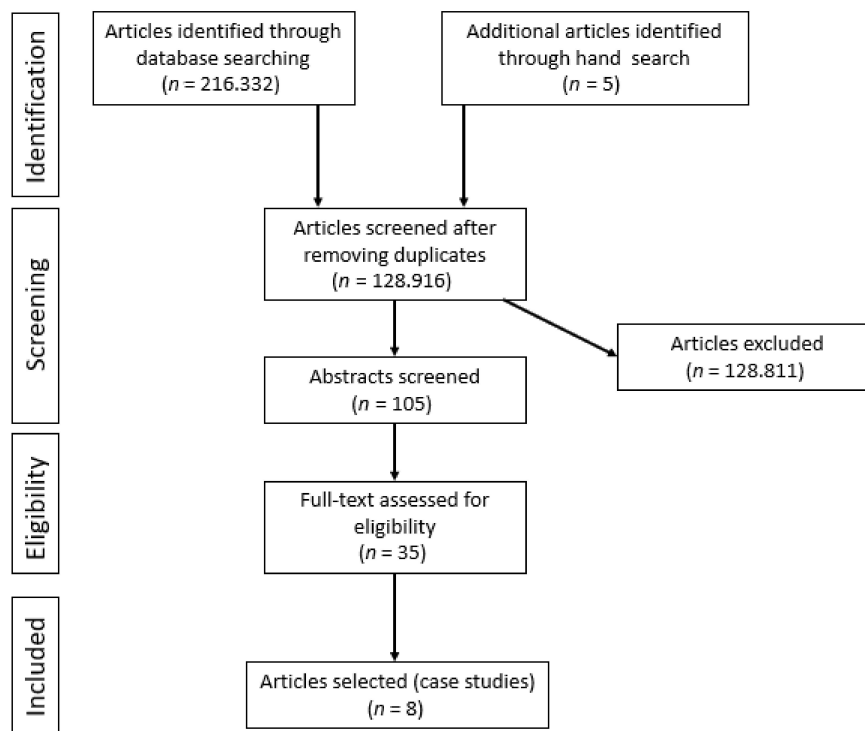 Identification
Articles identified through
database searching
(n = 216.332)
Additional articles identified
through hand search
(n = 5)
Screening
Articles screened after
removing duplicates
(n = 128.916)
Articles excluded
(n = 128.811)
Abstracts screened
(n = 105)
Eligibility
Full-text assessed for
eligibility
(n = 35)
Included
Articles selected (case studies)
(n = 8)